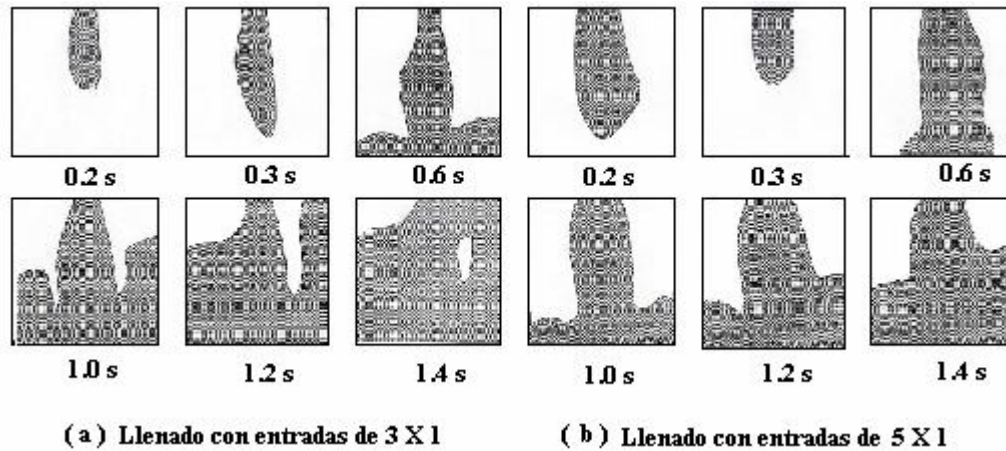 0.2 s 0.3 s 0.6 s 0.2 s 0.3 s 0.6 s
1.0 s 1.2 s 1.4 s 1.0 s 1.2 s 1.4 s
( a ) Llenado con entradas de 3 X 1 ( b ) Llenado con entradas de 5 X 1